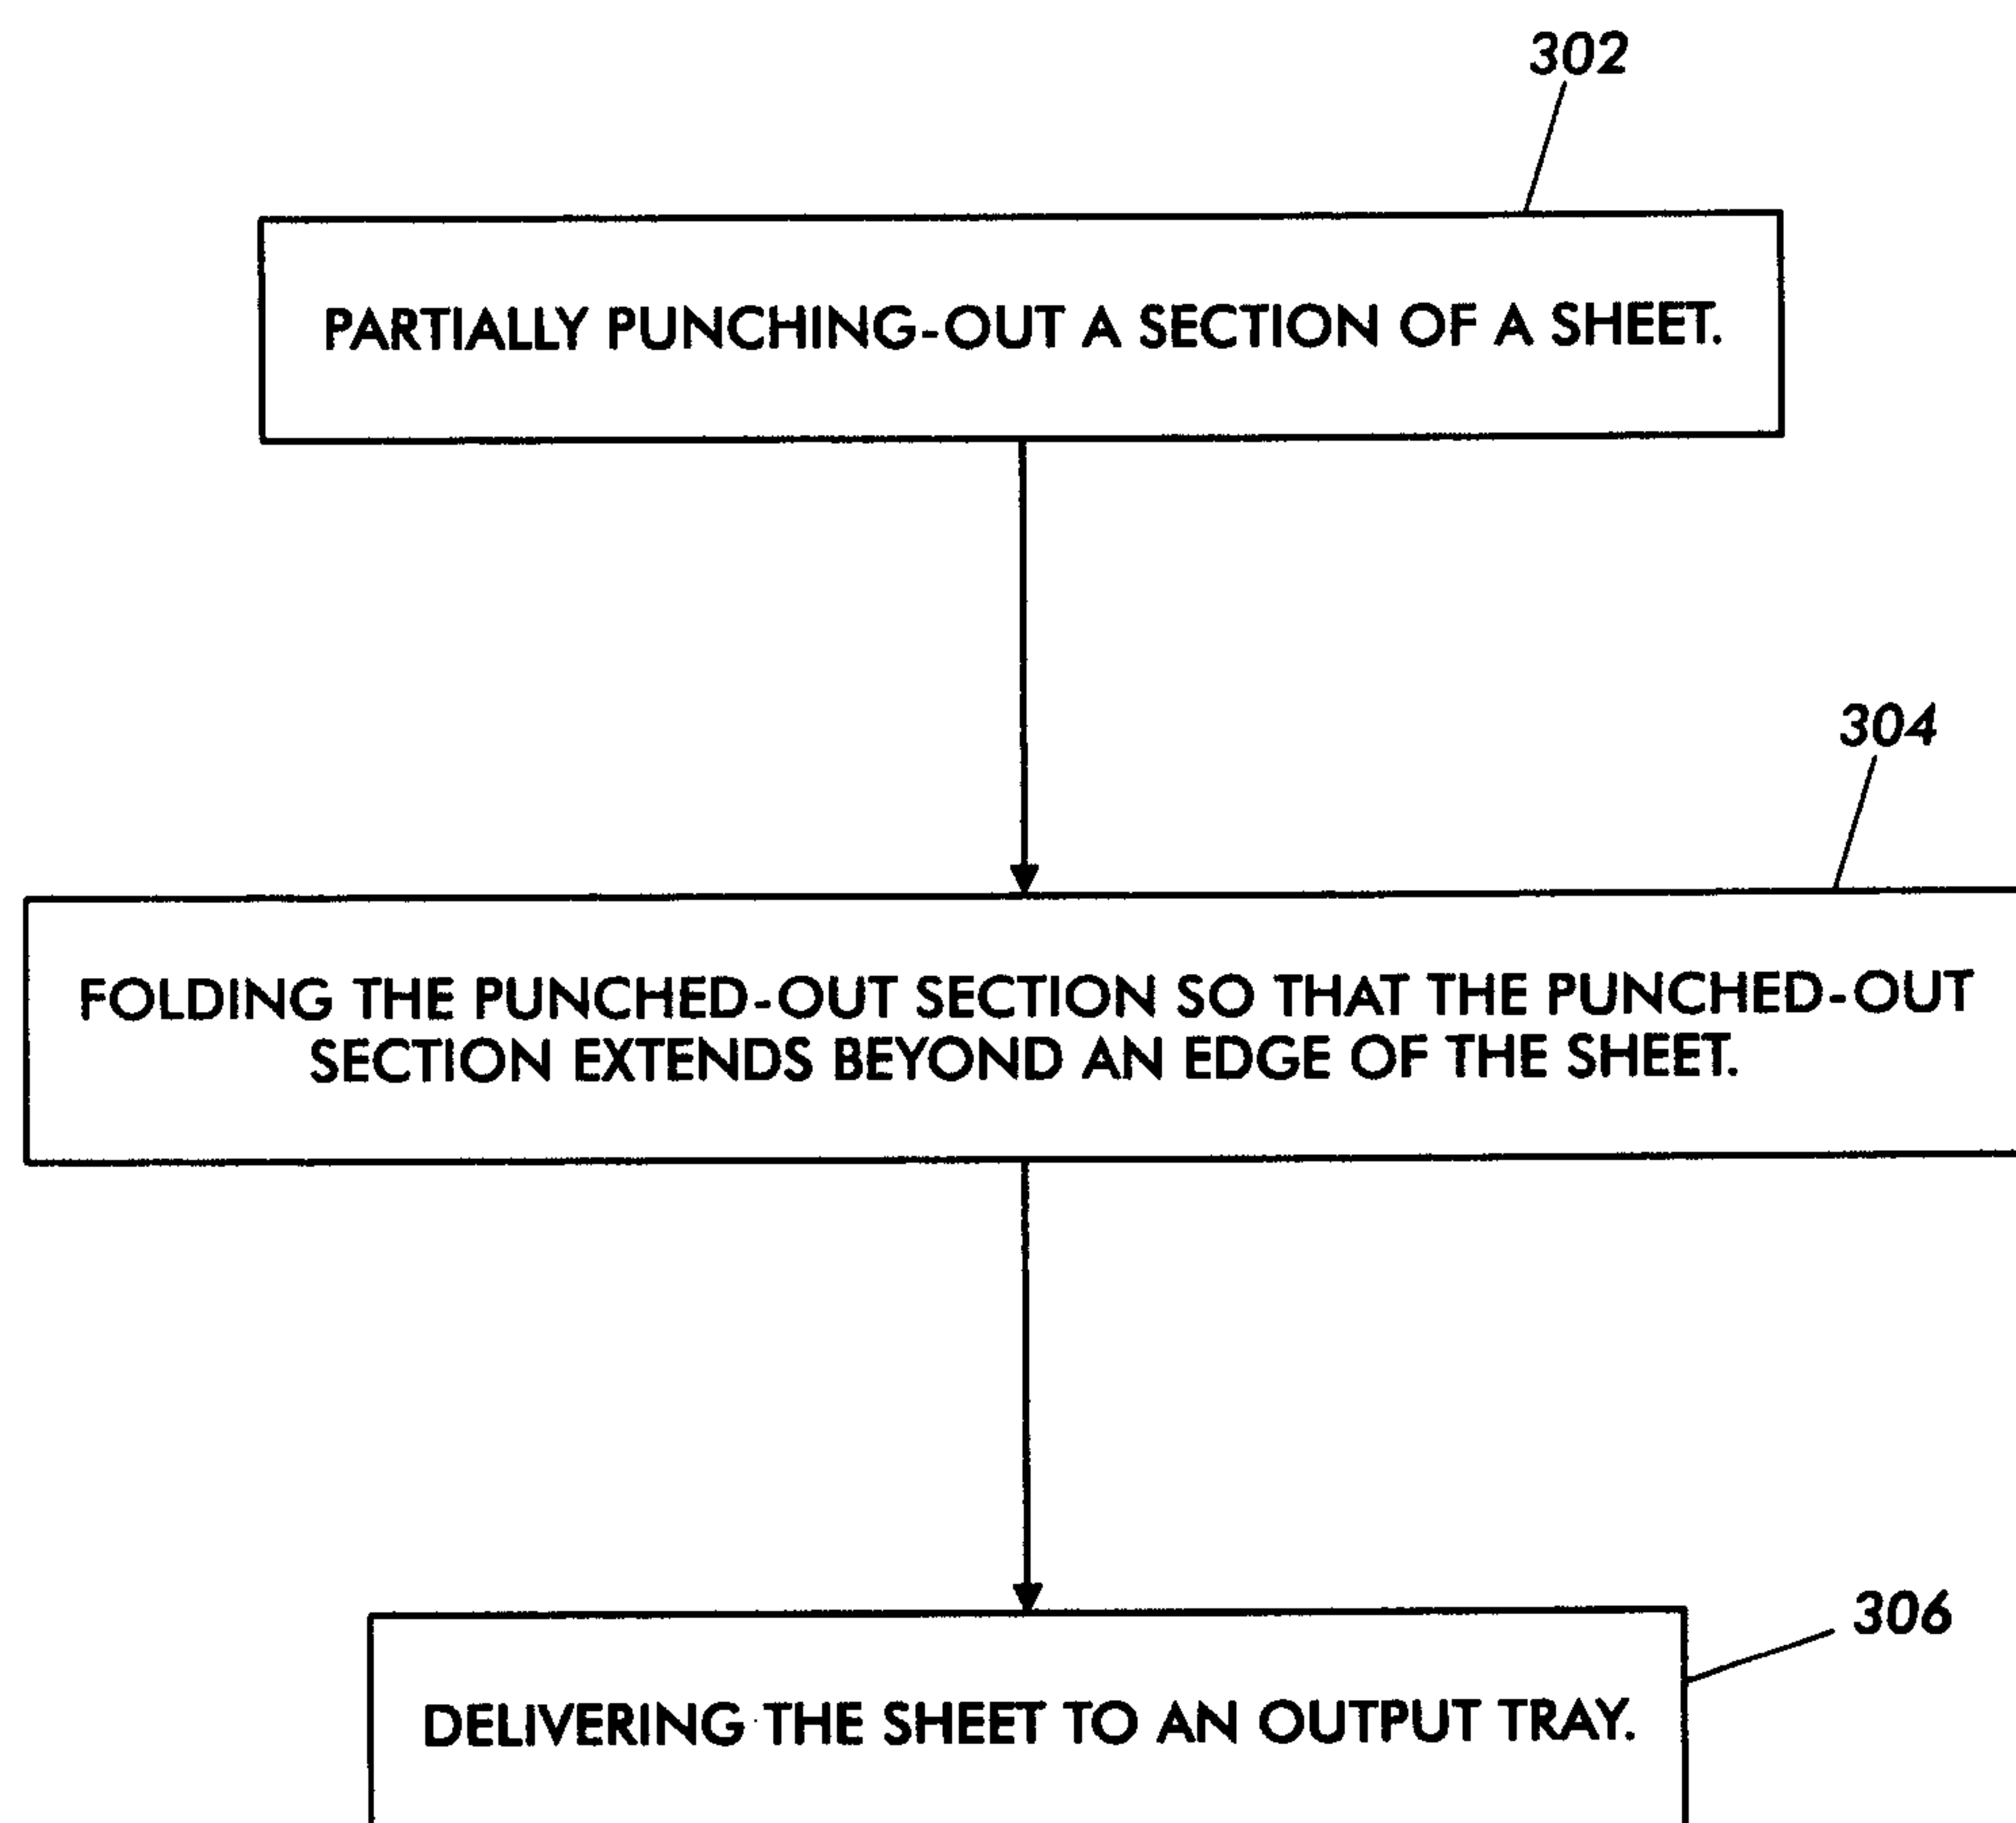 302
PARTIALLY PUNCHING-OUT A SECTION OF A SHEET.
304
FOLDING THE PUNCHED-OUT SECTION SO THAT THE PUNCHED-OUT
SECTION EXTENDS BEYOND AN EDGE OF THE SHEET.
306
DELIVERING THE SHEET TO AN OUTPUT TRAY.